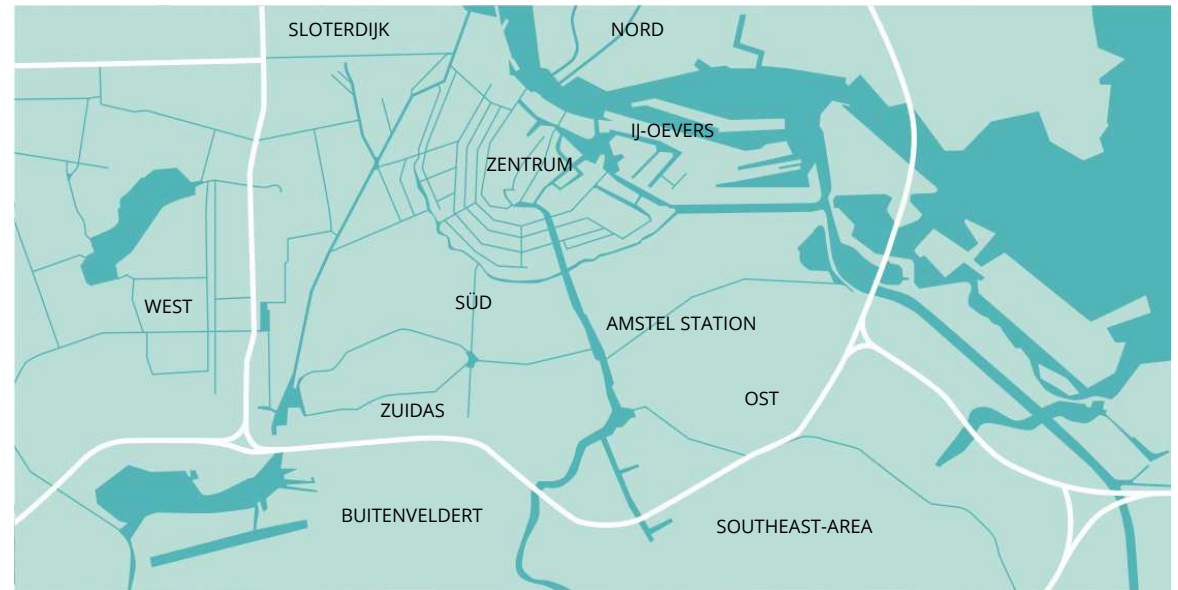 SLOTERDIJK
NORD
IJ-OEVERS
ZENTRUM
WEST
SÜD
AMSTEL STATION
OST
ZUIDAS
BUITENVELDERT
SOUTHEAST-AREA